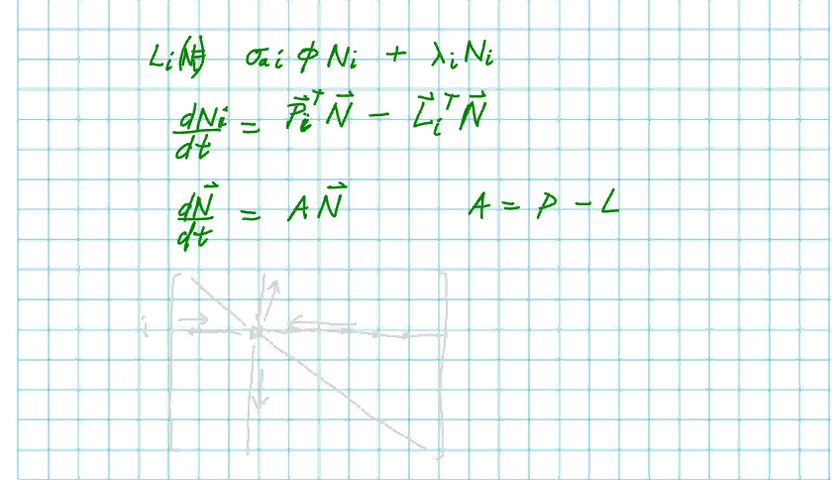 Lᵢ(N⃗) σₐᵢ ϕ Nᵢ + λᵢ Nᵢ
dNᵢ/dt = P⃗ᵢᵀ N⃗ − L⃗ᵢᵀ N⃗
dN⃗/dt = A N⃗ A = P − L
i